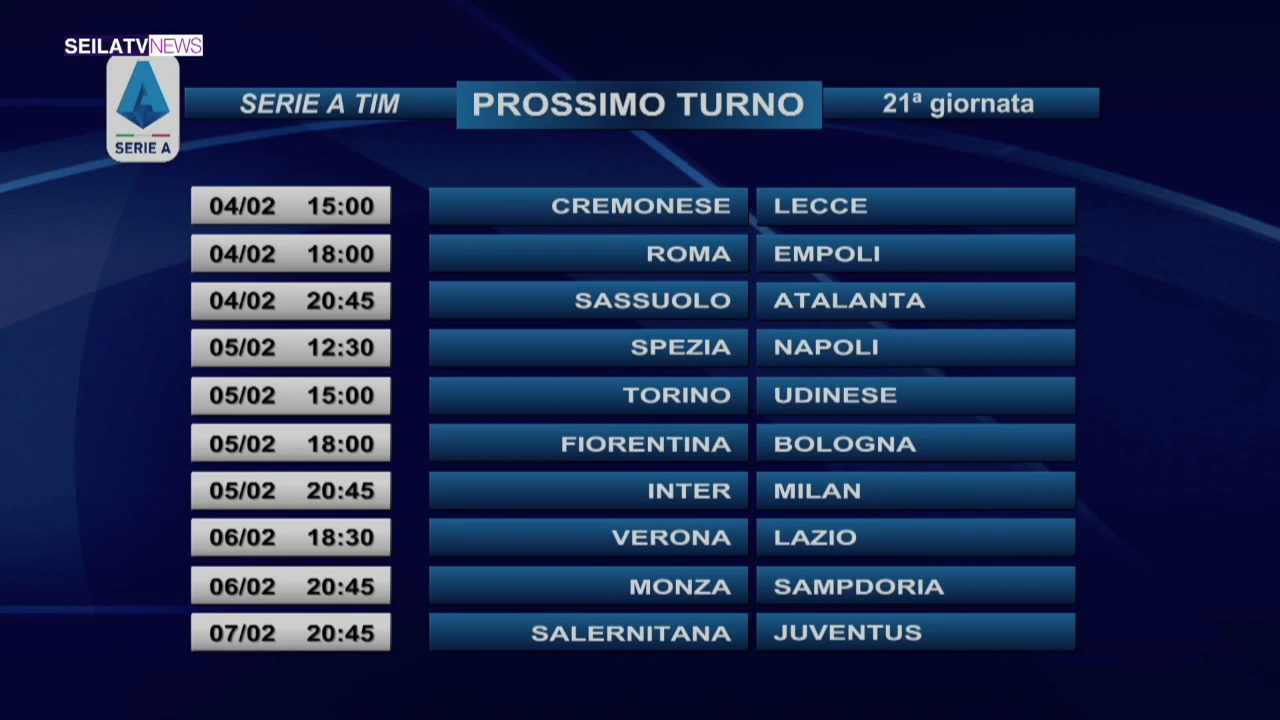 SEILATVNEWS
SERIE A
SERIE A TIM PROSSIMO TURNO 21ª giornata
04/02 15:00 CREMONESE LECCE
04/02 18:00 ROMA EMPOLI
04/02 20:45 SASSUOLO ATALANTA
05/02 12:30 SPEZIA NAPOLI
05/02 15:00 TORINO UDINESE
05/02 18:00 FIORENTINA BOLOGNA
05/02 20:45 INTER MILAN
06/02 18:30 VERONA LAZIO
06/02 20:45 MONZA SAMPDORIA
07/02 20:45 SALERNITANA JUVENTUS